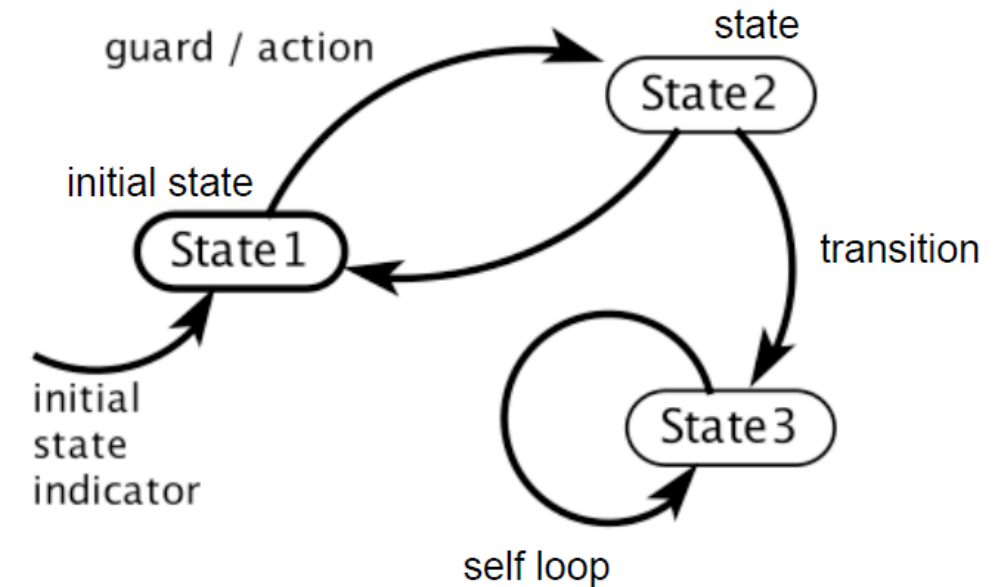 state
guard / action
State2
initial state
State1
transition
initial
state
indicator
State3
self loop